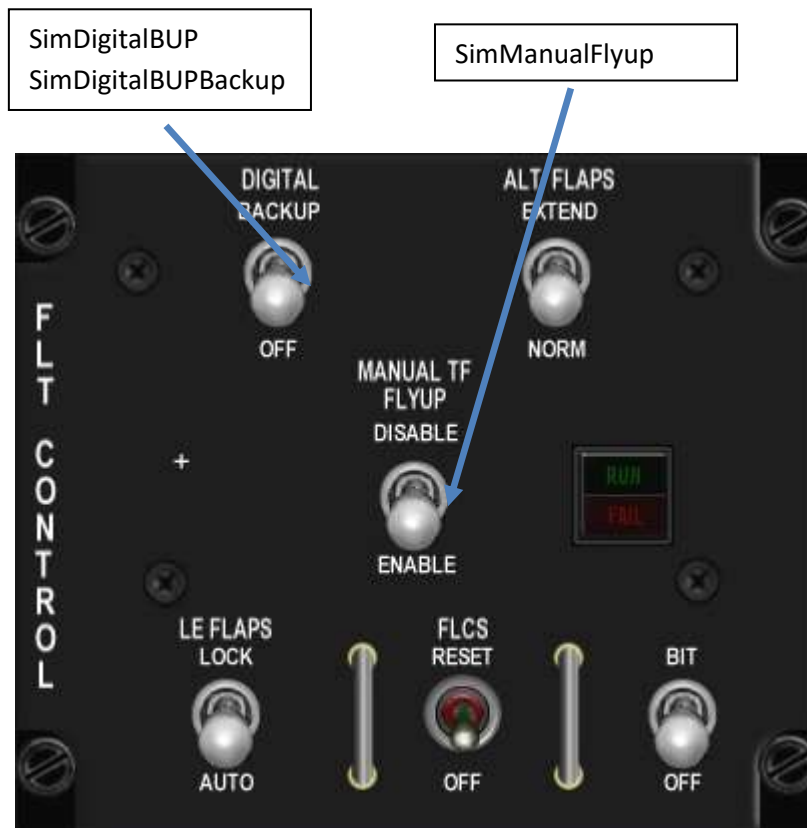 SimDigitalBUP
SimDigitalBUPBackup
SimManualFlyup
DIGITAL
BACKUP
OFF
ALT FLAPS
EXTEND
NORM
MANUAL TF
FLYUP
DISABLE
ENABLE
RUN
FAIL
FLT CONTROL
LE FLAPS
LOCK
AUTO
FLCS
RESET
OFF
BIT
OFF